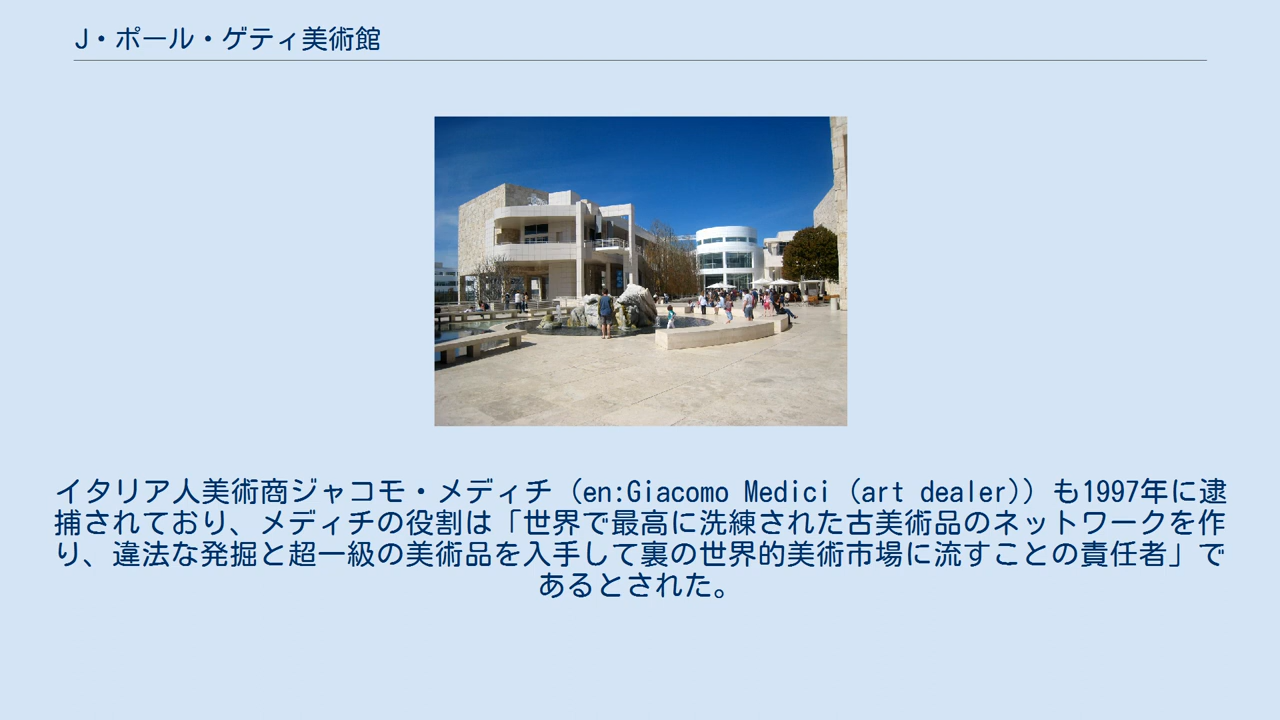 J・ポール・ゲティ美術館
イタリア人美術商ジャコモ・メディチ（en:Giacomo Medici (art dealer)）も1997年に逮
捕されており、メディチの役割は「世界で最高に洗練された古美術品のネットワークを作
り、違法な発掘と超一級の美術品を入手して裏の世界的美術市場に流すことの責任者」で
あるとされた。